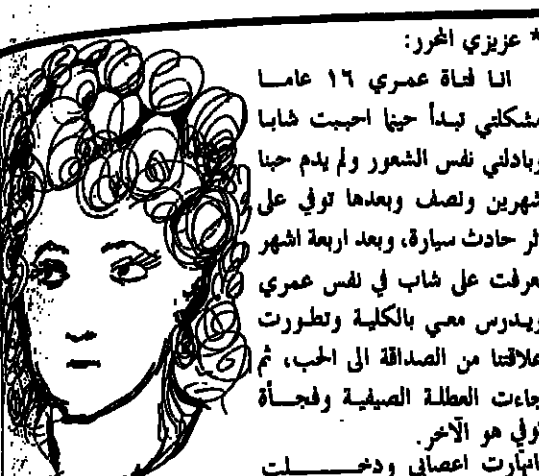 * عزيزي المحرر:
انا فتاة عمري ١٦ عاما
مشكلتي تبدأ حينما احببت شابا
وبادلني نفس الشعور ولم يدم حبنا
شهرين ونصف وبعدها توفي على
اثر حادث سيارة، وبعد اربعة اشهر
تعرفت على شاب في نفس عمري
ويدرس معي بالكلية وتطورت
علاقتنا من الصداقة الى الحب، ثم
جاءت العطلة الصيفية وفجأة
توفي هو الآخر.
انهارت اعصابي ودخلت